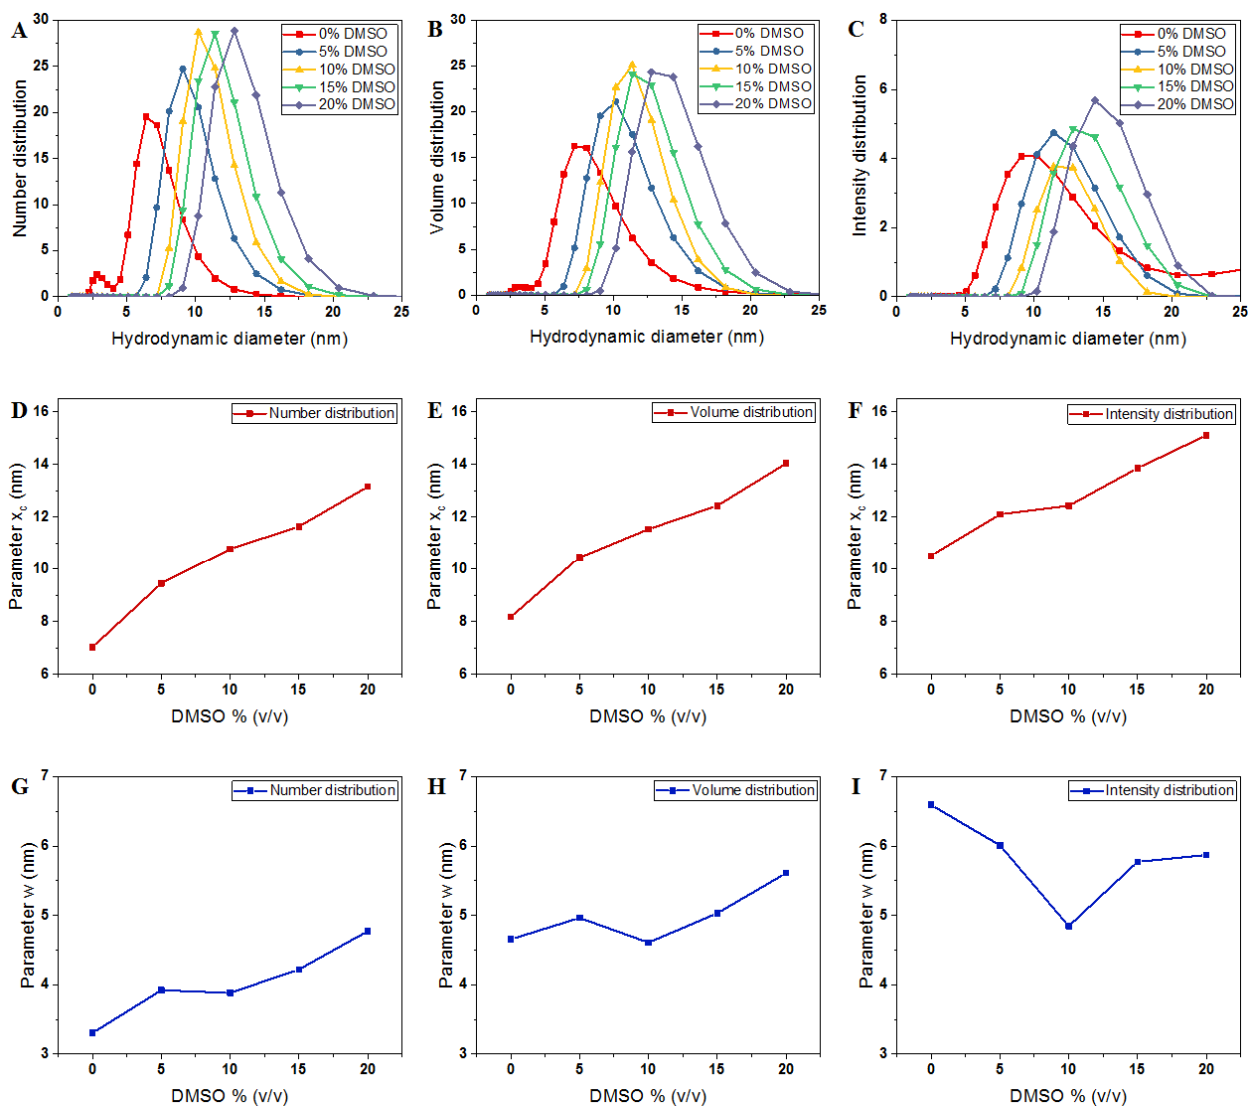 A
0% DMSO
5% DMSO
10% DMSO
15% DMSO
20% DMSO
Number distribution
30
25
20
15
10
5
0
0 5 10 15 20 25
Hydrodynamic diameter (nm)
B
0% DMSO
5% DMSO
10% DMSO
15% DMSO
20% DMSO
Volume distribution
30
25
20
15
10
5
0
0 5 10 15 20 25
Hydrodynamic diameter (nm)
C
0% DMSO
5% DMSO
10% DMSO
15% DMSO
20% DMSO
Intensity distribution
8
6
4
2
0
0 5 10 15 20 25
Hydrodynamic diameter (nm)
D
Number distribution
Parameter x_c (nm)
16
14
12
10
8
6
0 5 10 15 20
DMSO % (v/v)
E
Volume distribution
Parameter x_c (nm)
16
14
12
10
8
6
0 5 10 15 20
DMSO % (v/v)
F
Intensity distribution
Parameter x_c (nm)
16
14
12
10
8
6
0 5 10 15 20
DMSO % (v/v)
G
Number distribution
Parameter w (nm)
7
6
5
4
3
0 5 10 15 20
DMSO % (v/v)
H
Volume distribution
Parameter w (nm)
7
6
5
4
3
0 5 10 15 20
DMSO % (v/v)
I
Intensity distribution
Parameter w (nm)
7
6
5
4
3
0 5 10 15 20
DMSO % (v/v)